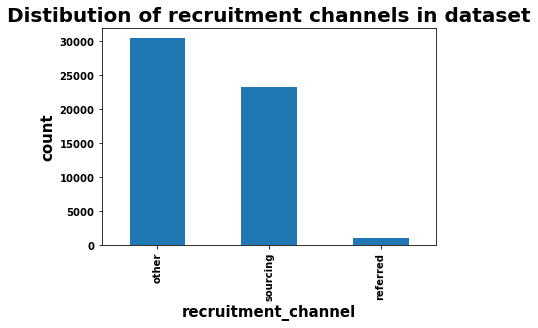 Distibution of recruitment channels in dataset
30000
25000
20000
15000
10000
5000
0
count
other
sourcing
referred
recruitment_channel